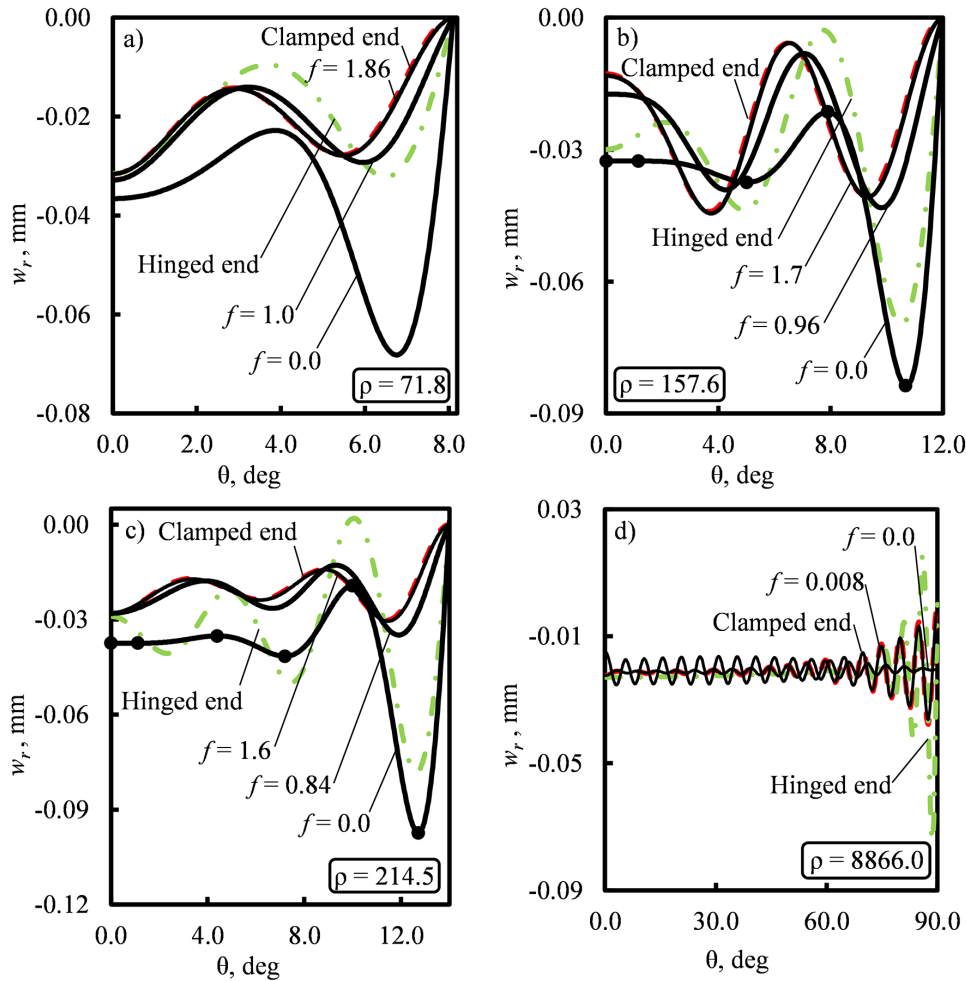 a)
0.00
-0.02
-0.04
-0.06
-0.08
w_r, mm
Clamped end
f = 1.86
Hinged end
f = 1.0
f = 0.0
ρ = 71.8
0.0 2.0 4.0 6.0 8.0
θ, deg
b)
0.00
-0.03
-0.06
-0.09
w_r, mm
Clamped end
Hinged end
f = 1.7
f = 0.96
f = 0.0
ρ = 157.6
0.0 4.0 8.0 12.0
θ, deg
c)
0.00
-0.03
-0.06
-0.09
-0.12
w_r, mm
Clamped end
Hinged end
f = 1.6
f = 0.84
f = 0.0
ρ = 214.5
0.0 4.0 8.0 12.0
θ, deg
d)
0.03
-0.01
-0.05
-0.09
w_r, mm
f = 0.0
f = 0.008
Clamped end
Hinged end
ρ = 8866.0
0.0 30.0 60.0 90.0
θ, deg